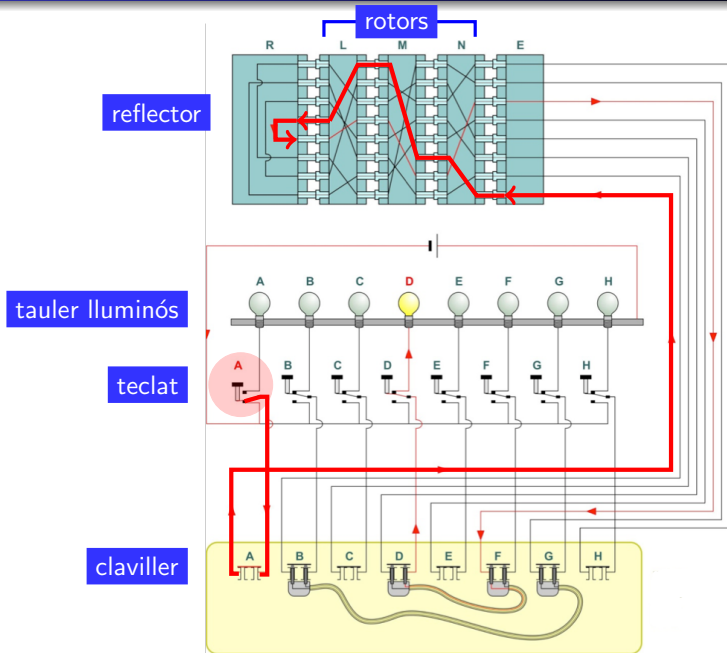 rotors
R L M N E
reflector
A B C D E F G H
tauler lluminós
A B C D E F G H
teclat
A B C D E F G H
claviller